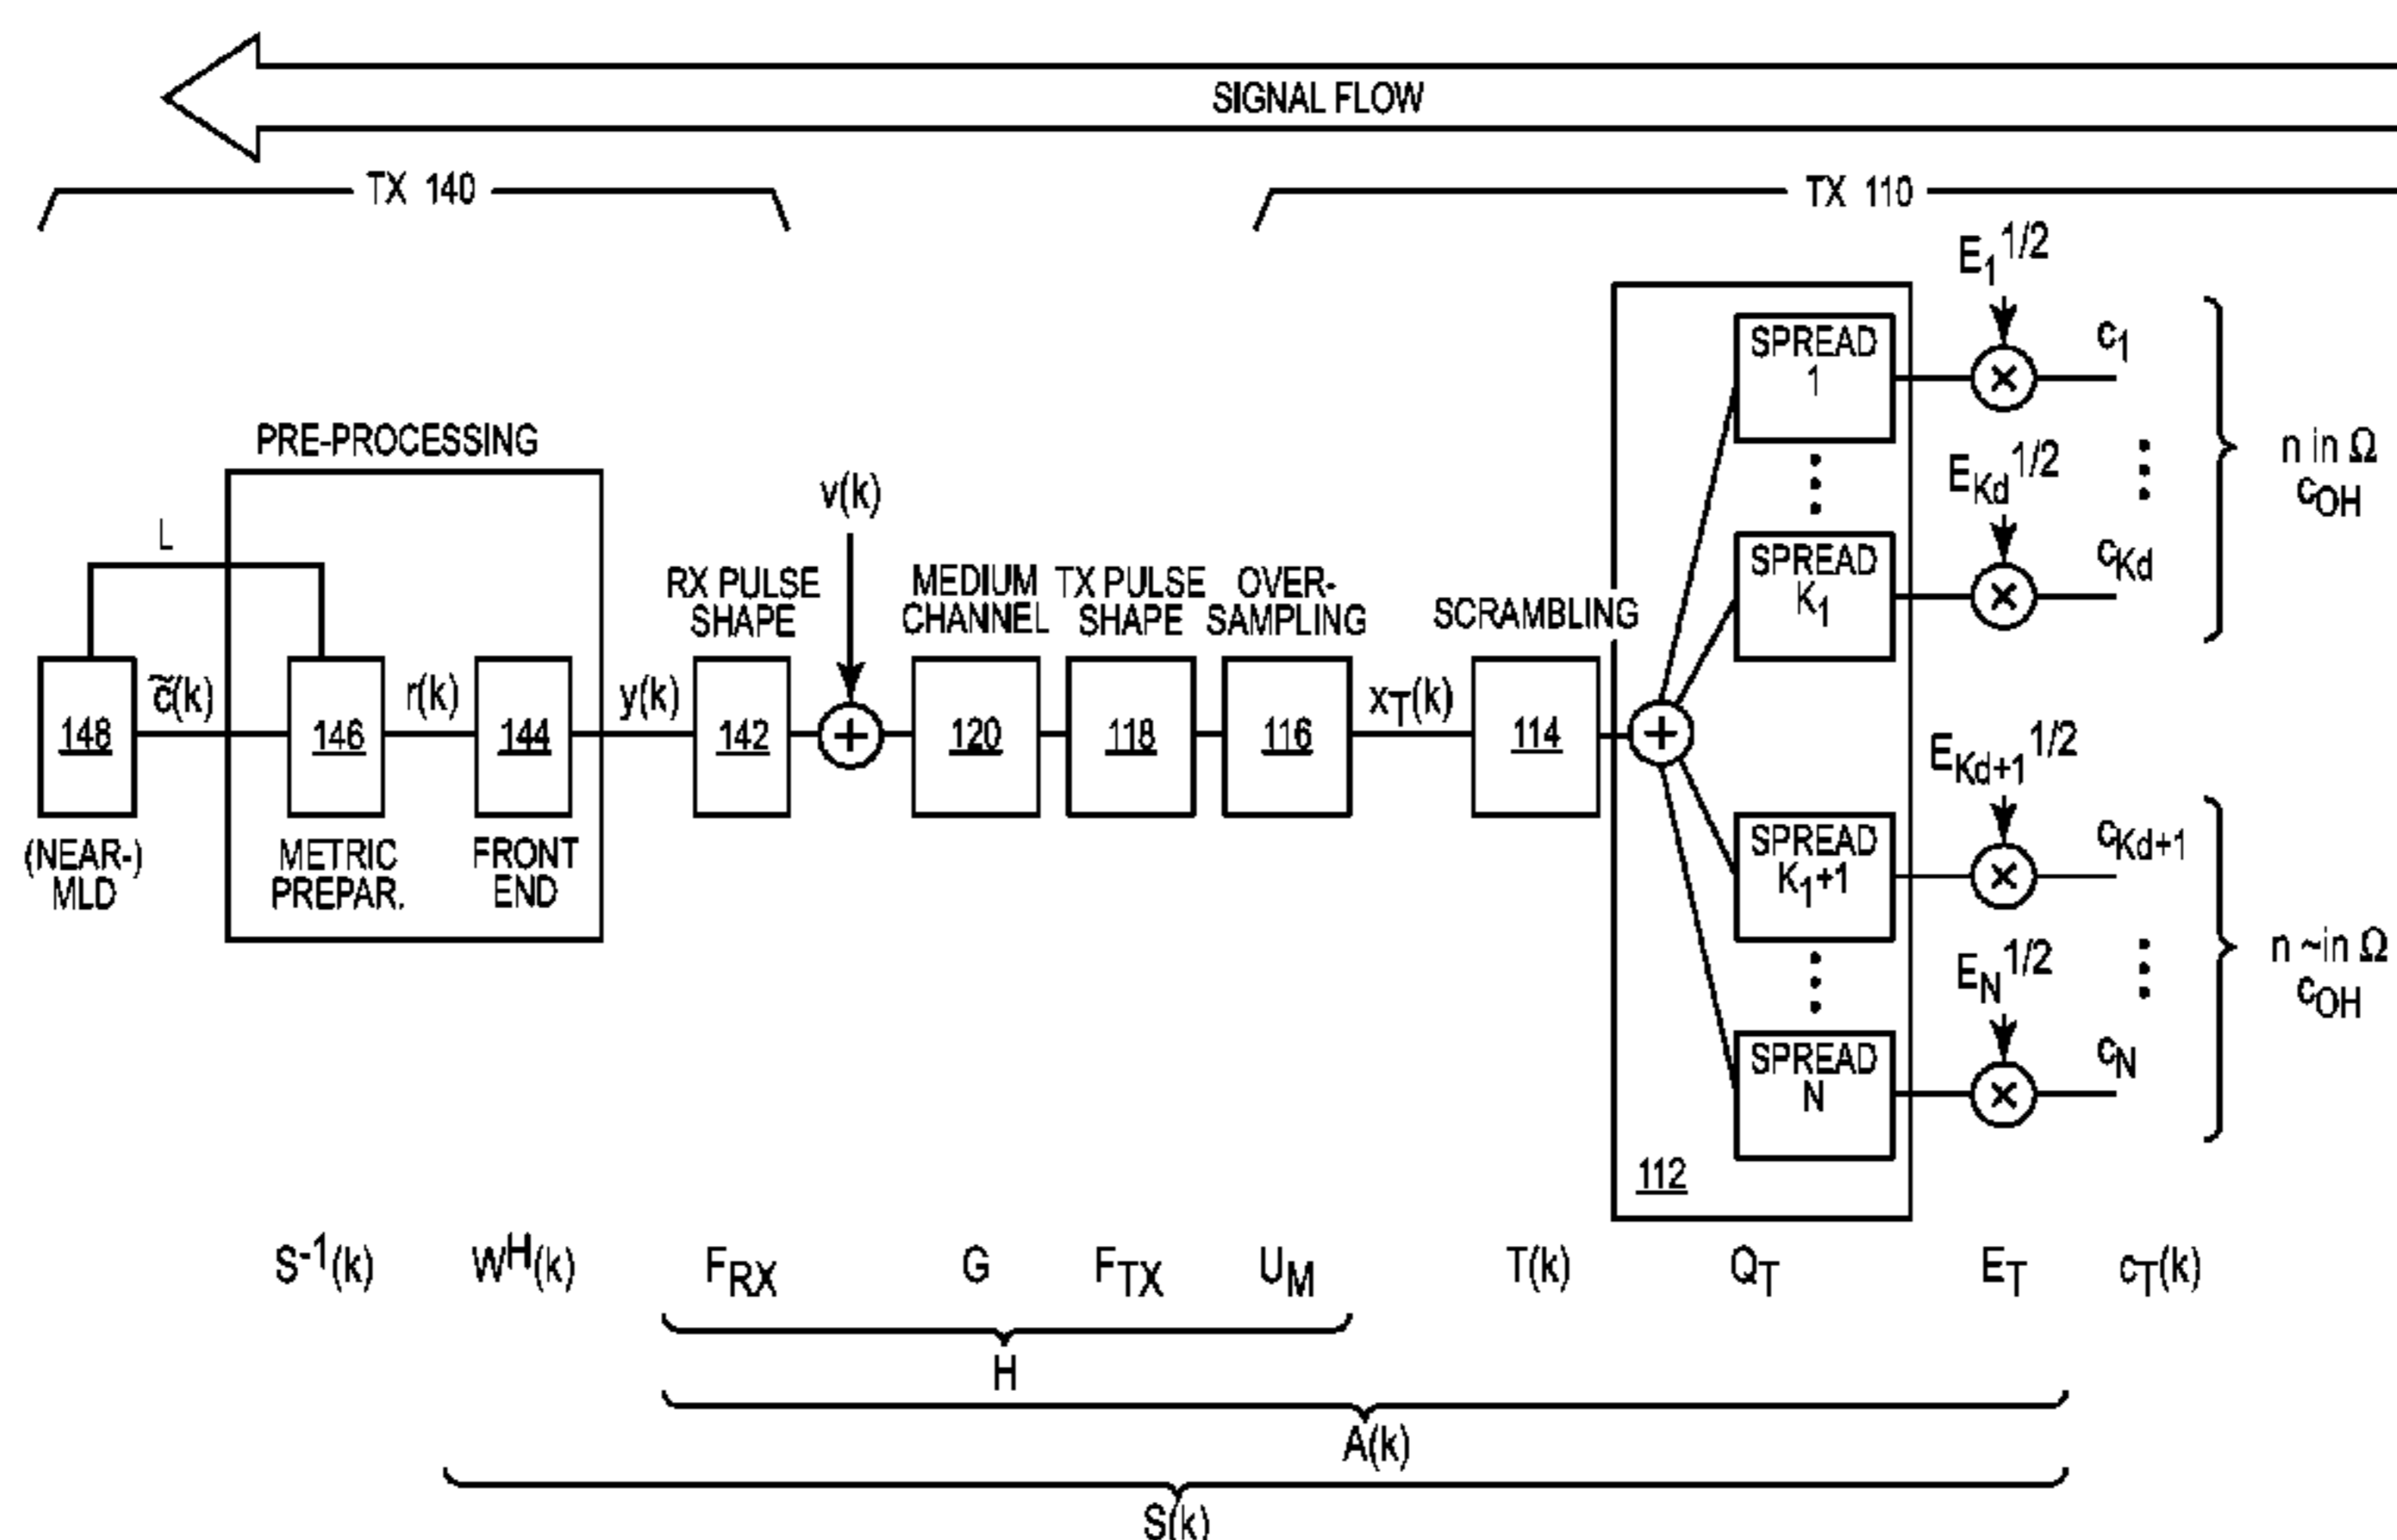 SIGNAL FLOW
TX 140
TX 110
E1^1/2
SPREAD
1
c1
PRE-PROCESSING
n in Ω
cOH
EKd^1/2
v(k)
L
SPREAD
K1
cKd
RX PULSE
SHAPE
MEDIUM
CHANNEL
TX PULSE
SHAPE
OVER-
SAMPLING
SCRAMBLING
148
c̃(k)
146
r(k)
144
y(k)
142
+
120
118
116
xT(k)
114
+
EKd+1^1/2
(NEAR-)
MLD
METRIC
PREPAR.
FRONT
END
SPREAD
K1+1
cKd+1
n ~in Ω
cOH
EN^1/2
SPREAD
N
cN
112
S-1(k)
WH(k)
FRX
G
FTX
UM
T(k)
QT
ET
cT(k)
H
A(k)
S(k)